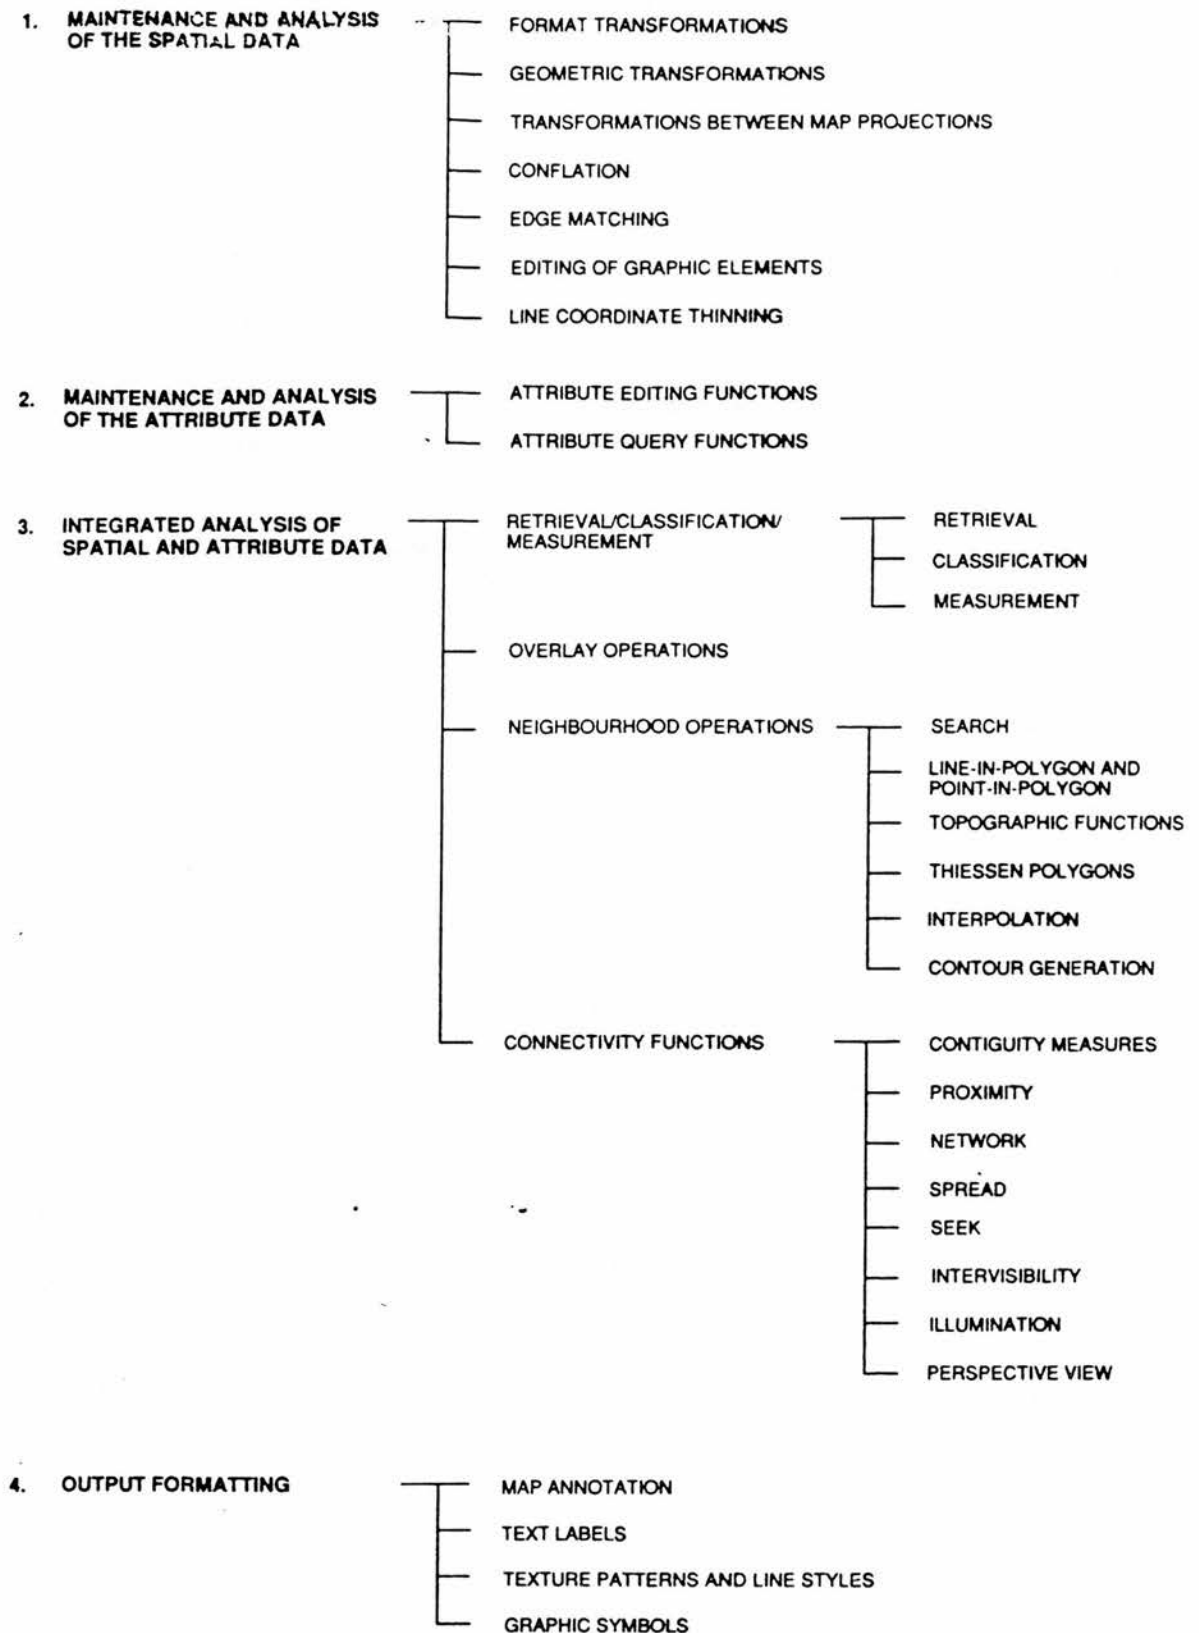 1. MAINTENANCE AND ANALYSIS
OF THE SPATIAL DATA
FORMAT TRANSFORMATIONS
GEOMETRIC TRANSFORMATIONS
TRANSFORMATIONS BETWEEN MAP PROJECTIONS
CONFLATION
EDGE MATCHING
EDITING OF GRAPHIC ELEMENTS
LINE COORDINATE THINNING
2. MAINTENANCE AND ANALYSIS
OF THE ATTRIBUTE DATA
ATTRIBUTE EDITING FUNCTIONS
ATTRIBUTE QUERY FUNCTIONS
3. INTEGRATED ANALYSIS OF
SPATIAL AND ATTRIBUTE DATA
RETRIEVAL/CLASSIFICATION/
MEASUREMENT
RETRIEVAL
CLASSIFICATION
MEASUREMENT
OVERLAY OPERATIONS
NEIGHBOURHOOD OPERATIONS
SEARCH
LINE-IN-POLYGON AND
POINT-IN-POLYGON
TOPOGRAPHIC FUNCTIONS
THIESSEN POLYGONS
INTERPOLATION
CONTOUR GENERATION
CONNECTIVITY FUNCTIONS
CONTIGUITY MEASURES
PROXIMITY
NETWORK
SPREAD
SEEK
INTERVISIBILITY
ILLUMINATION
PERSPECTIVE VIEW
4. OUTPUT FORMATTING
MAP ANNOTATION
TEXT LABELS
TEXTURE PATTERNS AND LINE STYLES
GRAPHIC SYMBOLS